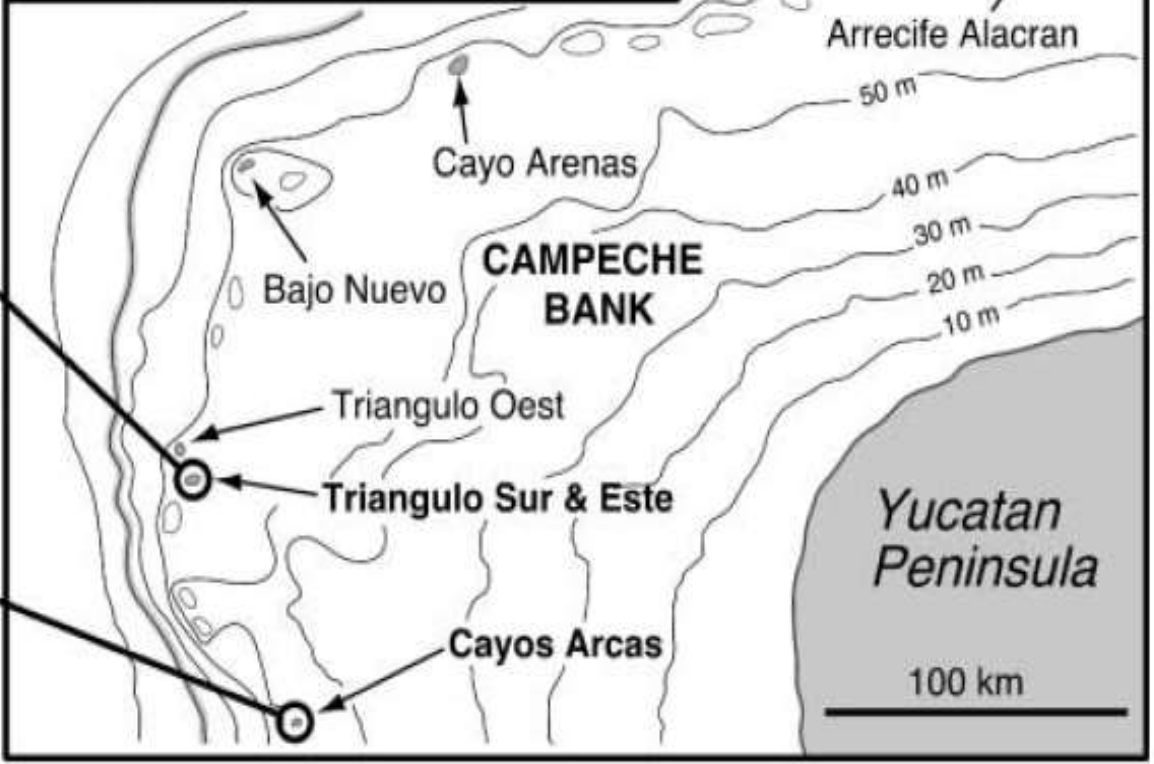 Arrecife Alacran
50 m
Cayo Arenas
40 m
30 m
CAMPECHE
BANK
20 m
Bajo Nuevo
10 m
Triangulo Oest
Triangulo Sur & Este
Yucatan
Peninsula
Cayos Arcas
100 km